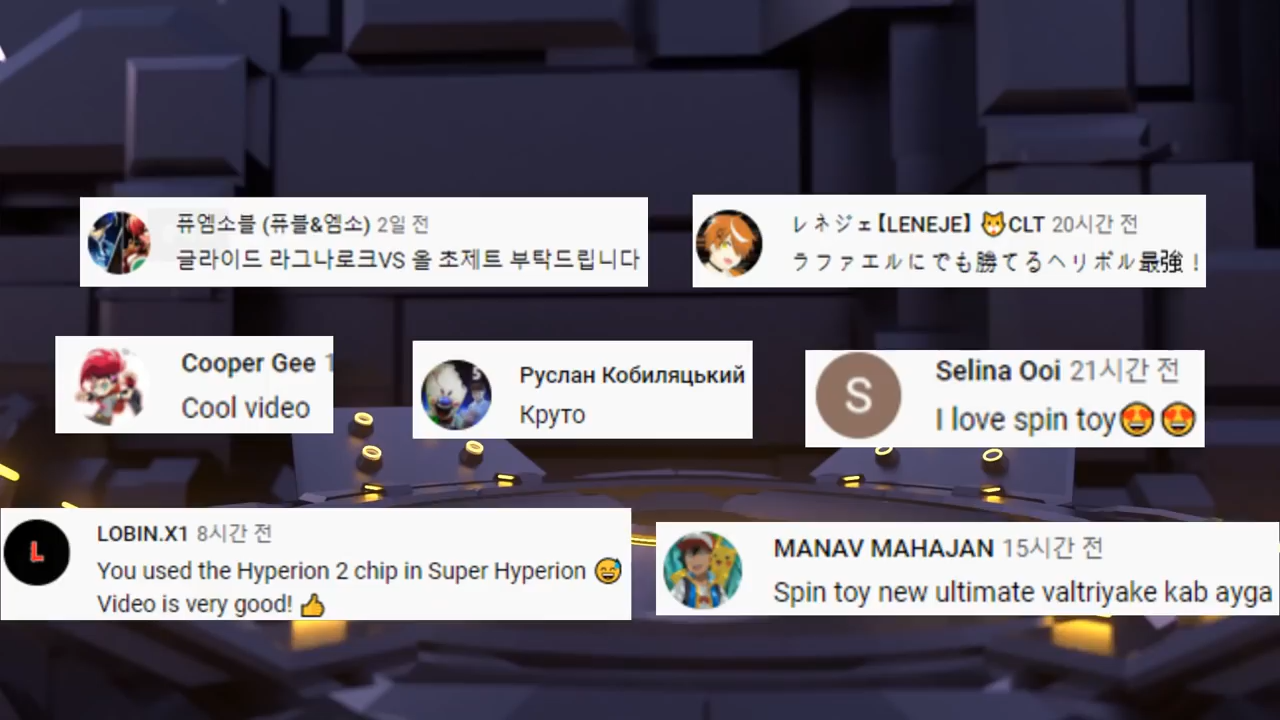 퓨엠소블 (퓨블&엠소) 2일 전
글라이드 라그나로크VS 올 초제트 부탁드립니다
レネジェ【LENEJE】 🐱CLT 20시간 전
ラファエルにでも勝てるヘリボル最強！
Cooper Gee 1
Cool video
Руслан Кобиляцький
Круто
S
Selina Ooi 21시간 전
I love spin toy😍😍
L
LOBIN.X1 8시간 전
You used the Hyperion 2 chip in Super Hyperion 😅
Video is very good! 👍
MANAV MAHAJAN 15시간 전
Spin toy new ultimate valtriyake kab ayga